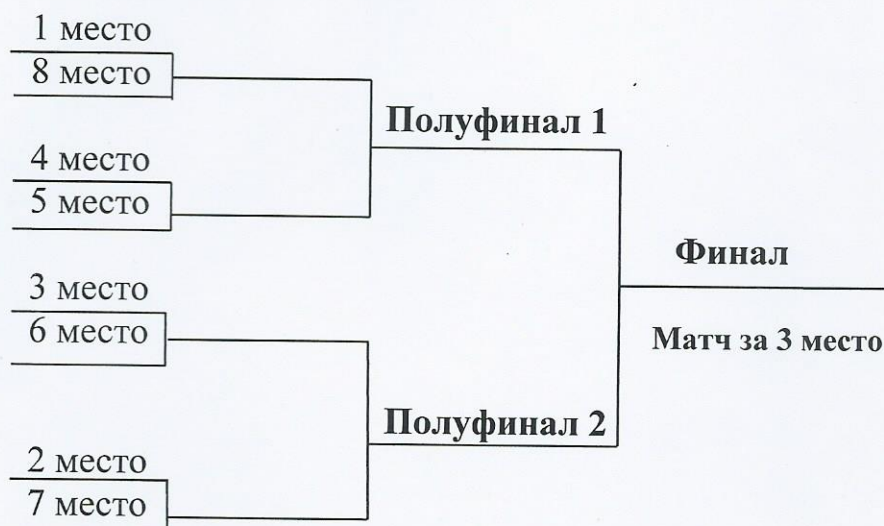 1 место
8 место
Полуфинал 1
4 место
5 место
Финал
3 место
6 место
Матч за 3 место
Полуфинал 2
2 место
7 место